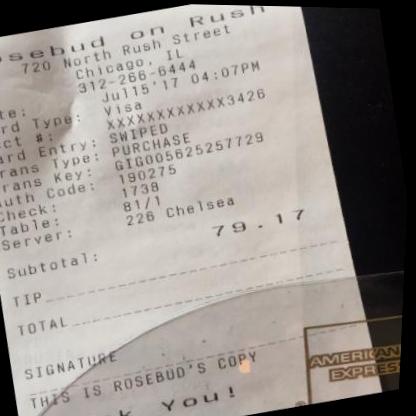 osebud on Rush
720 North Rush Street
Chicago, IL
312-266-6444
te: Jul15'17 04:07PM
rd Type: Visa
ct #: XXXXXXXXXXXX3426
ard Entry: SWIPED
rans Type: PURCHASE
rans Key: GIG005625257729
uth Code: 190275
Check: 1738
Table: 81/1
Server: 226 Chelsea
Subtotal: 79.17
TIP
TOTAL
SIGNATURE
THIS IS ROSEBUD'S COPY
k You!
AMERICAN
EXPRES